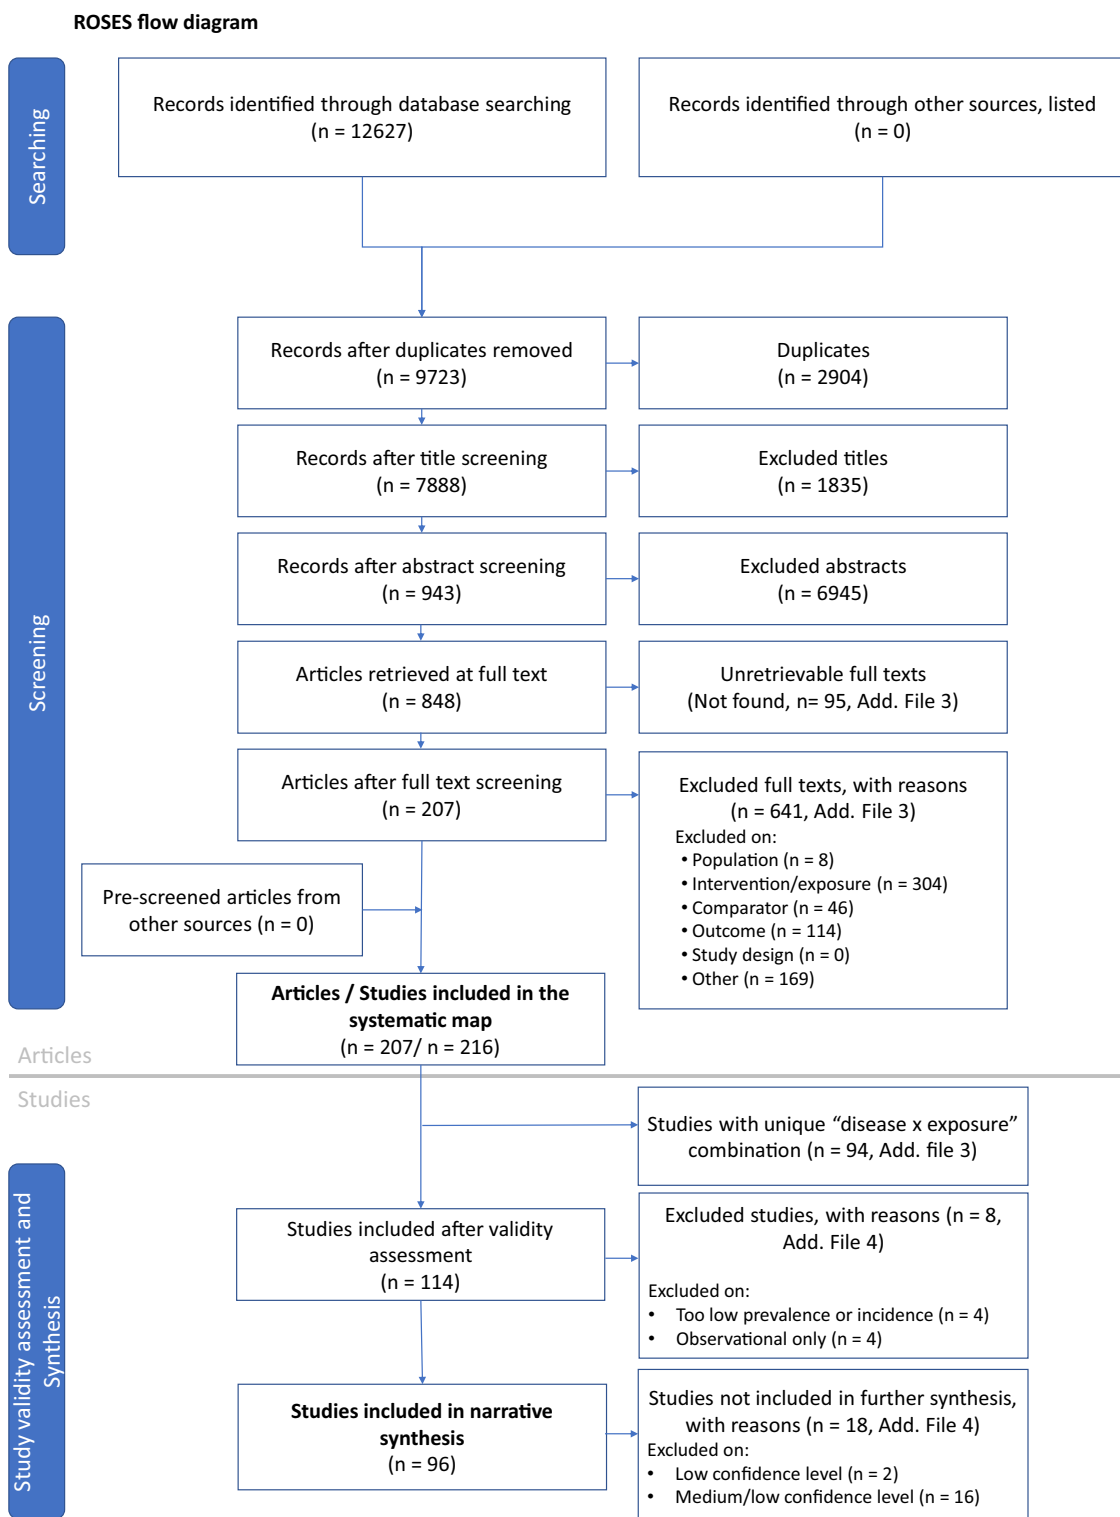 ROSES flow diagram
Searching
Records identified through database searching
(n = 12627)
Records identified through other sources, listed
(n = 0)
Screening
Records after duplicates removed
(n = 9723)
Duplicates
(n = 2904)
Records after title screening
(n = 7888)
Excluded titles
(n = 1835)
Records after abstract screening
(n = 943)
Excluded abstracts
(n = 6945)
Articles retrieved at full text
(n = 848)
Unretrievable full texts
(Not found, n= 95, Add. File 3)
Articles after full text screening
(n = 207)
Excluded full texts, with reasons
(n = 641, Add. File 3)
Excluded on:
• Population (n = 8)
• Intervention/exposure (n = 304)
• Comparator (n = 46)
• Outcome (n = 114)
• Study design (n = 0)
• Other (n = 169)
Pre-screened articles from
other sources (n = 0)
Articles / Studies included in the
systematic map
(n = 207/ n = 216)
Articles
Studies
Studies with unique “disease x exposure”
combination (n = 94, Add. file 3)
Study validity assessment and
Synthesis
Studies included after validity
assessment
(n = 114)
Excluded studies, with reasons (n = 8,
Add. File 4)
Excluded on:
• Too low prevalence or incidence (n = 4)
• Observational only (n = 4)
Studies included in narrative
synthesis
(n = 96)
Studies not included in further synthesis,
with reasons (n = 18, Add. File 4)
Excluded on:
• Low confidence level (n = 2)
• Medium/low confidence level (n = 16)